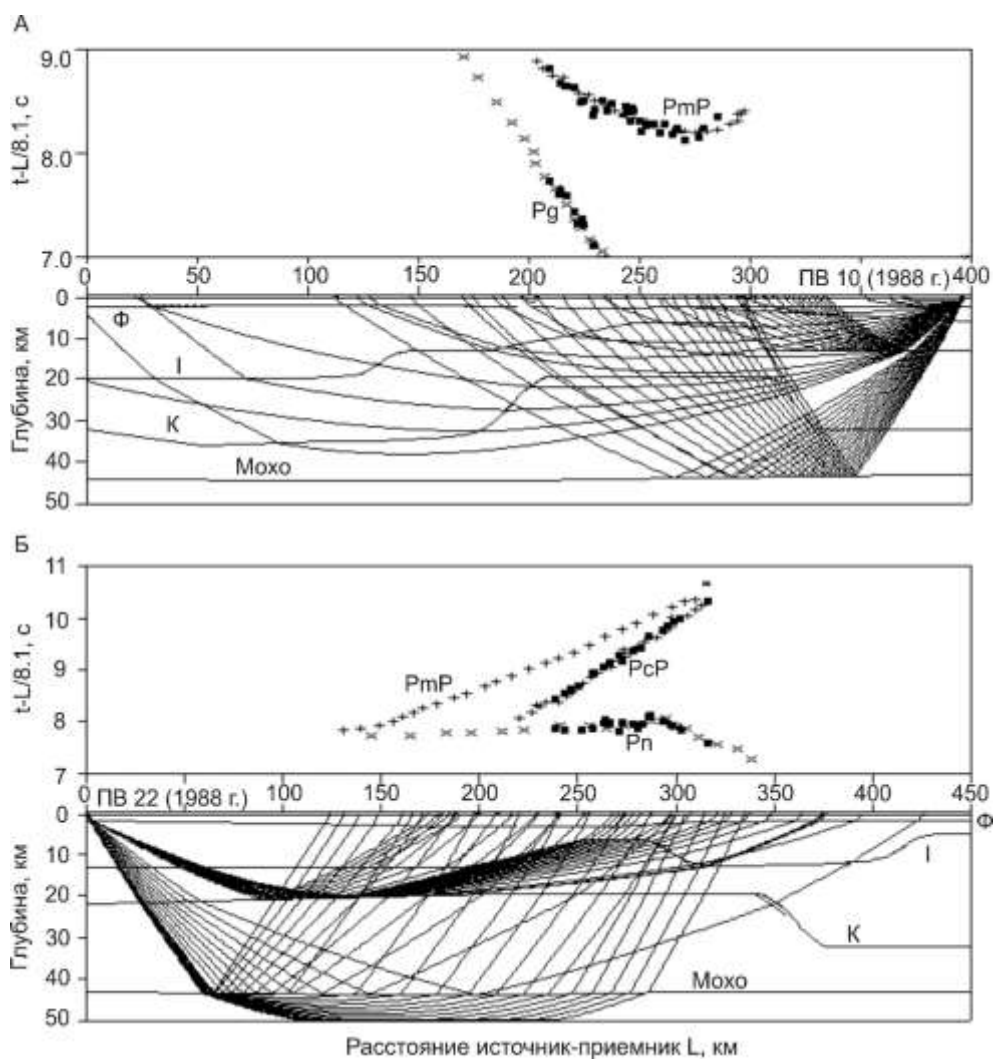 А
9.0
8.0
7.0
t-L/8.1, с
PmP
Pg
0 50 100 150 200 250 300 ПВ 10 (1988 г.) 400
0
10
20
30
40
50
Глубина, км
Ф
I
К
Мохо
Б
11
10
9
8
7
t-L/8.1, с
PmP
PcP
Pn
0 ПВ 22 (1988 г.) 100 150 200 250 300 350 400 450
0
10
20
30
40
50
Глубина, км
Ф
I
К
Мохо
Расстояние источник-приемник L, км